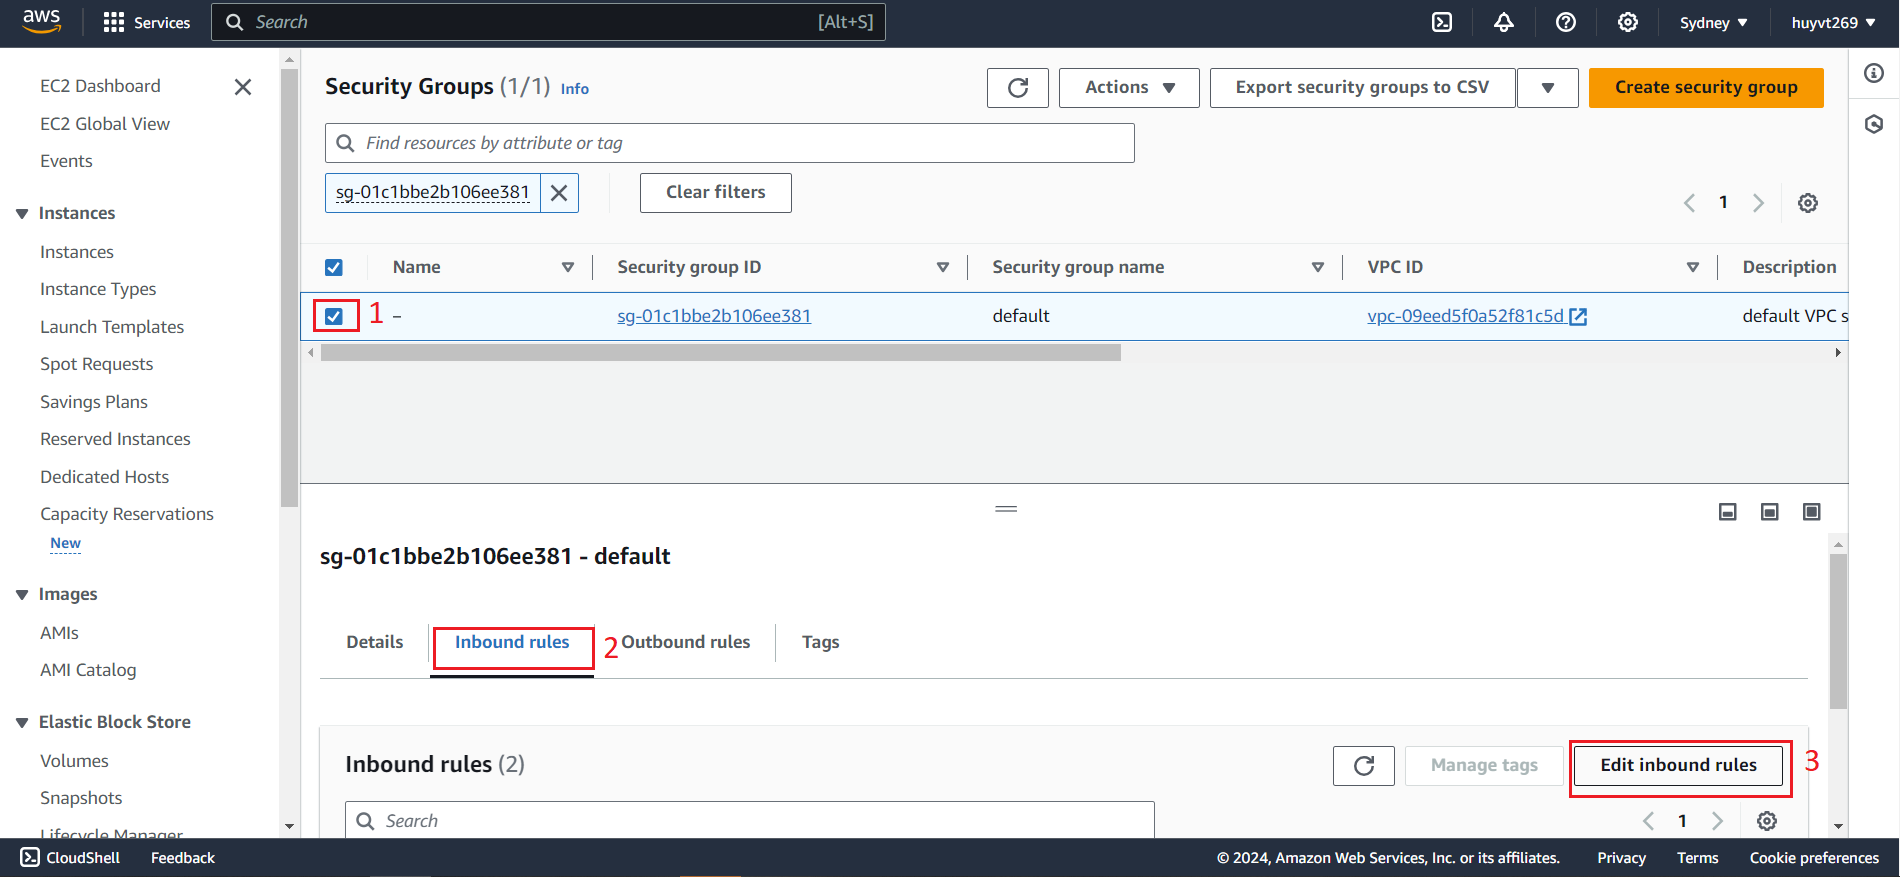 aws Services Search [Alt+S] Sydney huyvt269
EC2 Dashboard
EC2 Global View
Events
Instances
Instances
Instance Types
Launch Templates
Spot Requests
Savings Plans
Reserved Instances
Dedicated Hosts
Capacity Reservations
New
Images
AMIs
AMI Catalog
Elastic Block Store
Volumes
Snapshots
Lifecycle Manager
Security Groups (1/1) Info Actions Export security groups to CSV Create security group
Find resources by attribute or tag
sg-01c1bbe2b106ee381 Clear filters 1
Name Security group ID Security group name VPC ID Description
1 – sg-01c1bbe2b106ee381 default vpc-09eed5f0a52f81c5d default VPC s
sg-01c1bbe2b106ee381 - default
Details Inbound rules 2 Outbound rules Tags
Inbound rules (2) Manage tags Edit inbound rules 3
Search 1
CloudShell Feedback © 2024, Amazon Web Services, Inc. or its affiliates. Privacy Terms Cookie preferences